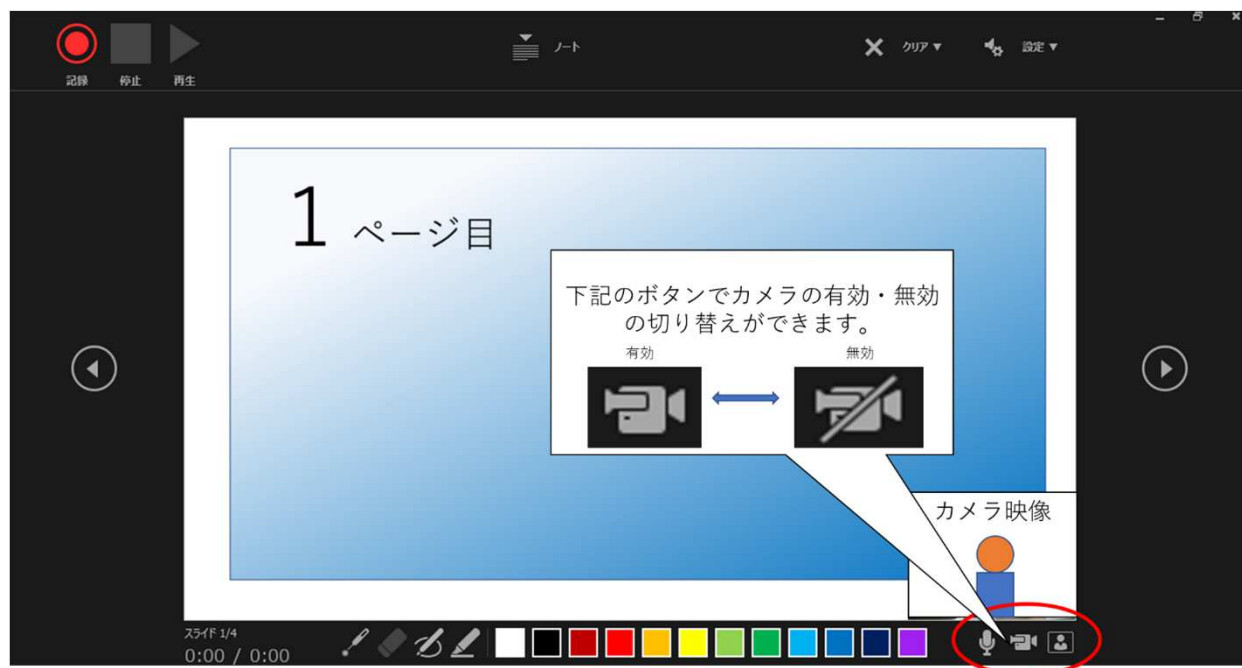 記録
停止
再生
ノート
クリア ▼
設定 ▼
1 ページ目
下記のボタンでカメラの有効・無効
の切り替えができます。
有効
無効
カメラ映像
スライド 1/4
0:00 / 0:00